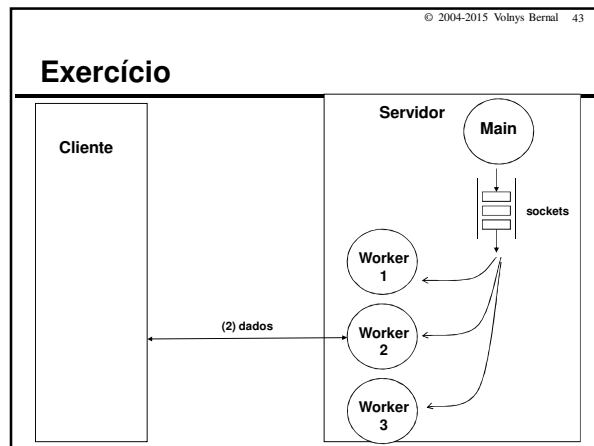 © 2004-2015 Volnys Bernal 43
Exercício
Servidor
Main
Cliente
sockets
Worker
1
(2) dados
Worker
2
Worker
3